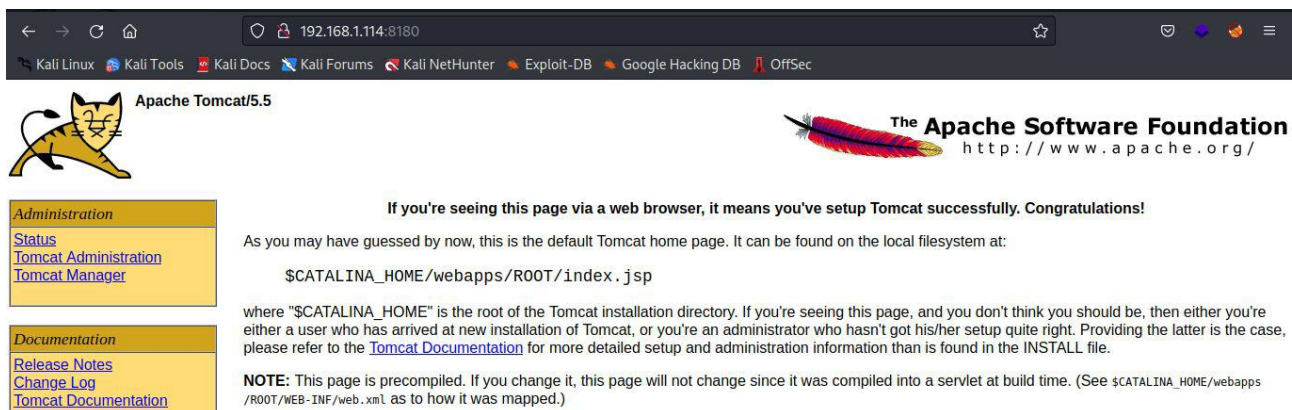 192.168.1.114:8180
Kali Linux Kali Tools Kali Docs Kali Forums Kali NetHunter Exploit-DB Google Hacking DB OffSec
Apache Tomcat/5.5
The Apache Software Foundation
http://www.apache.org/
Administration
Status
Tomcat Administration
Tomcat Manager
Documentation
Release Notes
Change Log
Tomcat Documentation
If you're seeing this page via a web browser, it means you've setup Tomcat successfully. Congratulations!
As you may have guessed by now, this is the default Tomcat home page. It can be found on the local filesystem at:
$CATALINA_HOME/webapps/ROOT/index.jsp
where "$CATALINA_HOME" is the root of the Tomcat installation directory. If you're seeing this page, and you don't think you should be, then either you're
either a user who has arrived at new installation of Tomcat, or you're an administrator who hasn't got his/her setup quite right. Providing the latter is the case,
please refer to the Tomcat Documentation for more detailed setup and administration information than is found in the INSTALL file.
NOTE: This page is precompiled. If you change it, this page will not change since it was compiled into a servlet at build time. (See $CATALINA_HOME/webapps
/ROOT/WEB-INF/web.xml as to how it was mapped.)